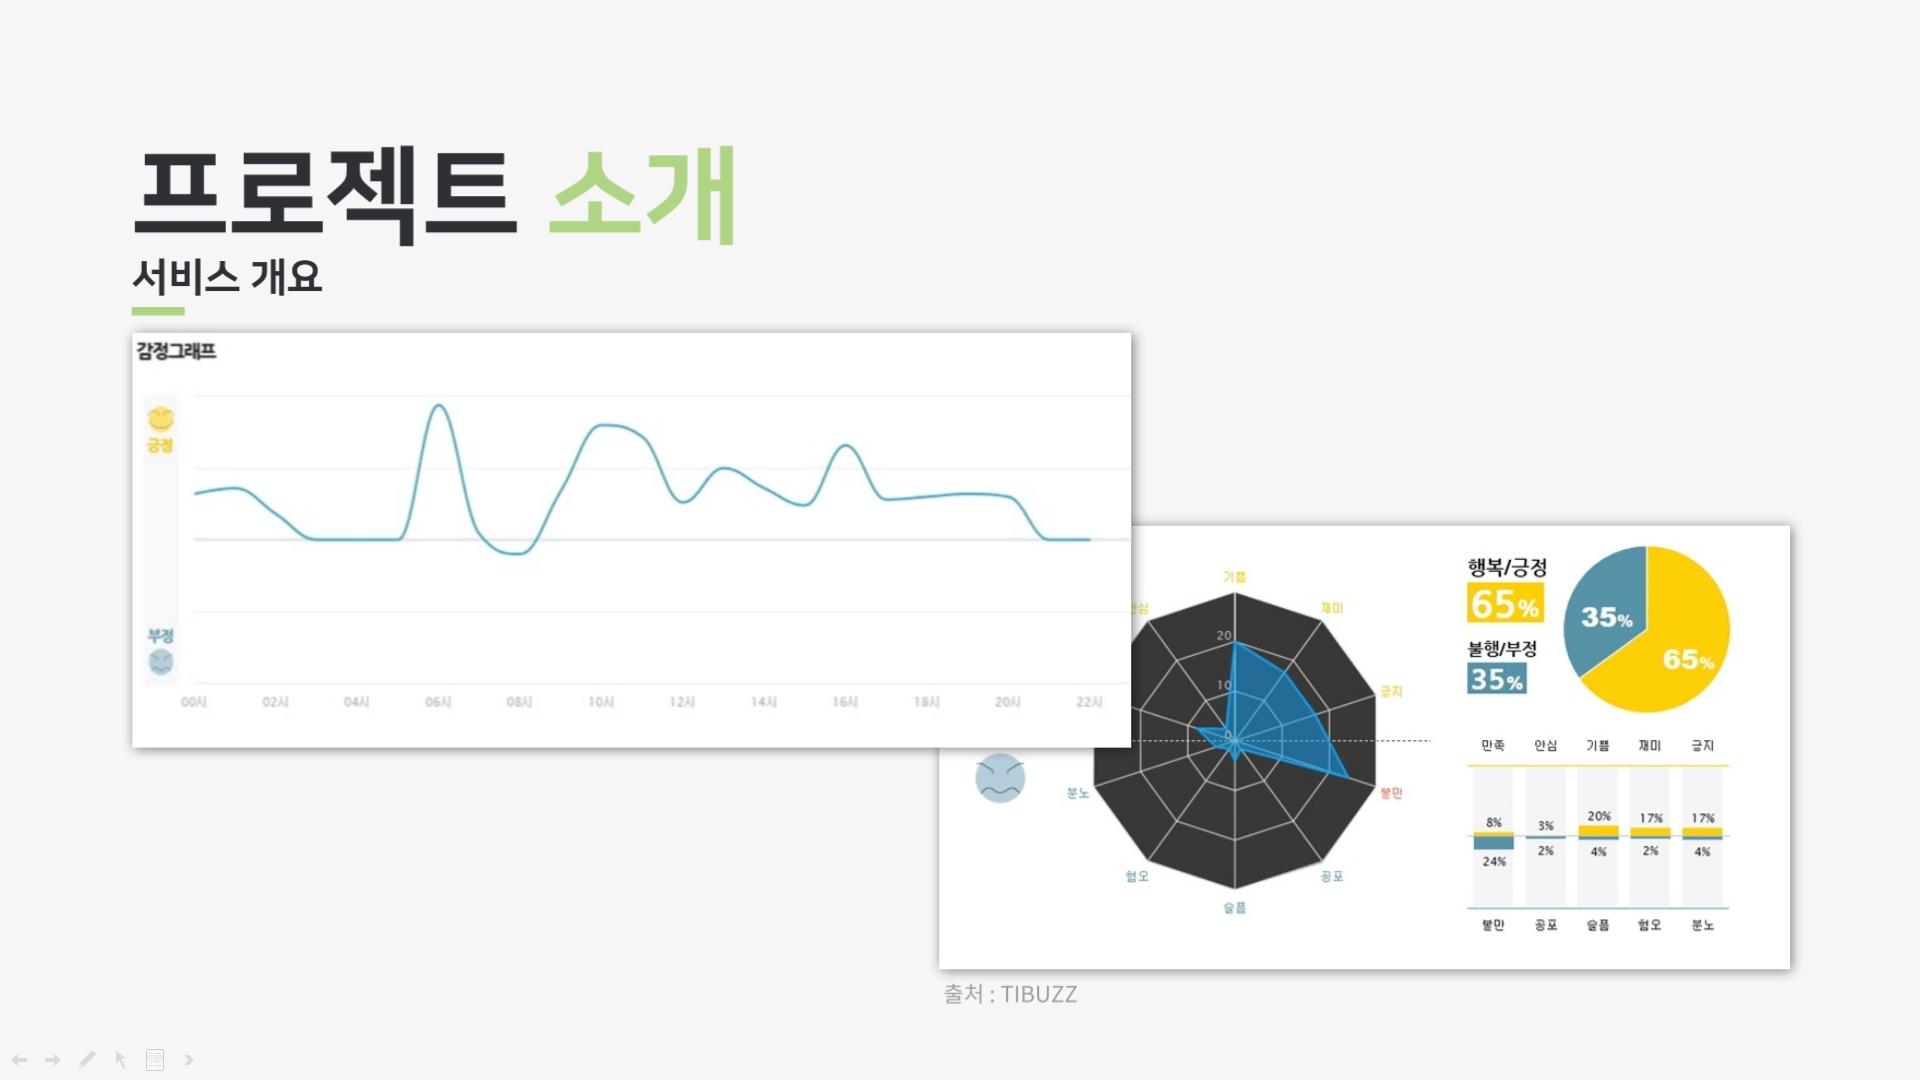 프로젝트 소개
서비스 개요
감정그래프
긍정
부정
00시 02시 04시 06시 08시 10시 12시 14시 16시 18시 20시 22시
기쁨
안심 재미
20
긍지
10
0
분노 불만
혐오 공포
슬픔
행복/긍정
65%
불행/부정
35%
35%
65%
만족 안심 기쁨 재미 긍지
8% 3% 20% 17% 17%
24% 2% 4% 2% 4%
불만 공포 슬픔 혐오 분노
출처 : TIBUZZ